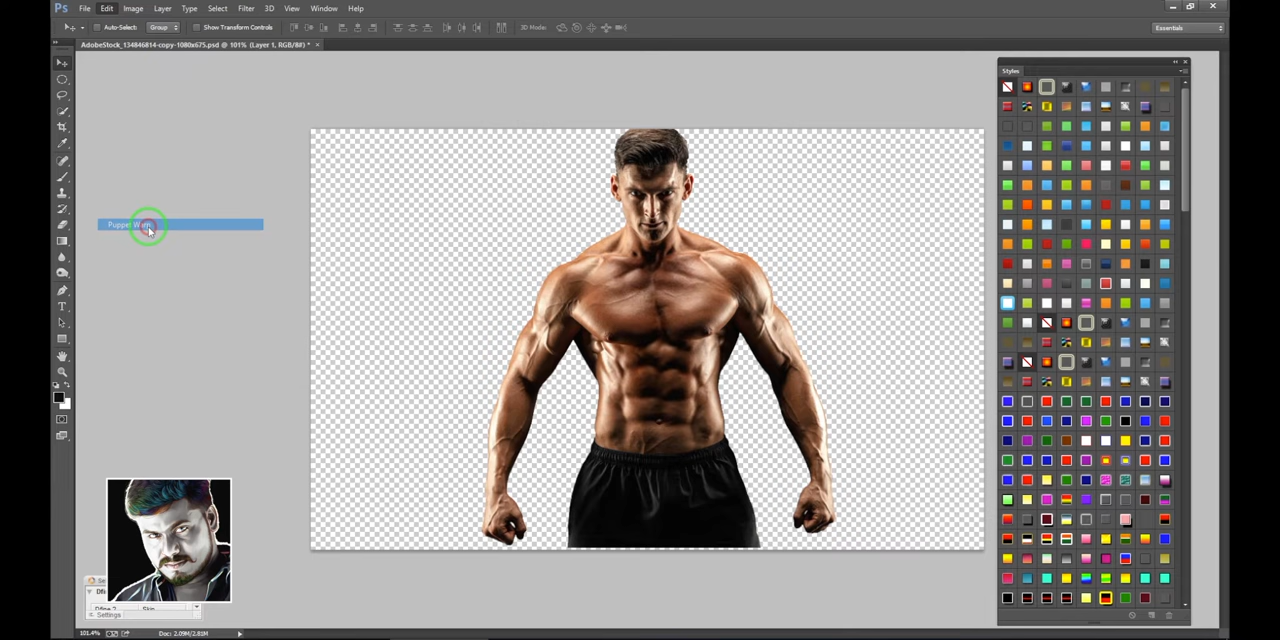 Ps File Edit Image Layer Type Select Filter 3D View Window Help
Auto-Select: Group Show Transform Controls 3D Mode: Essentials
AdobeStock_134846814-copy-1080x675.psd @ 101% (Layer 1, RGB/8#) * ×
Styles
Puppet Warp
Settings
101.4% Doc: 2.09M/2.81M